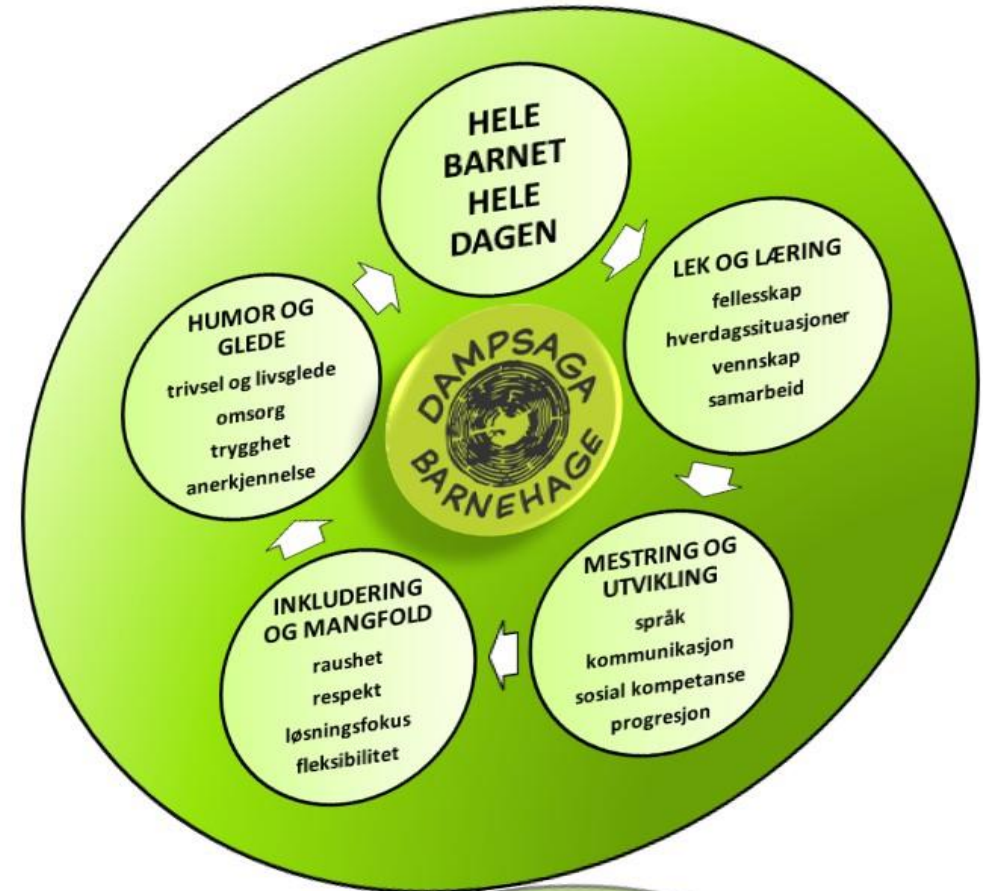 HELE
BARNET
HELE
DAGEN
LEK OG LÆRING
fellesskap
hverdagssituasjoner
vennskap
samarbeid
MESTRING OG
UTVIKLING
språk
kommunikasjon
sosial kompetanse
progresjon
INKLUDERING
OG MANGFOLD
raushet
respekt
løsningsfokus
fleksibilitet
HUMOR OG
GLEDE
trivsel og livsglede
omsorg
trygghet
anerkjennelse
DAMPSAGA
BARNEHAGE